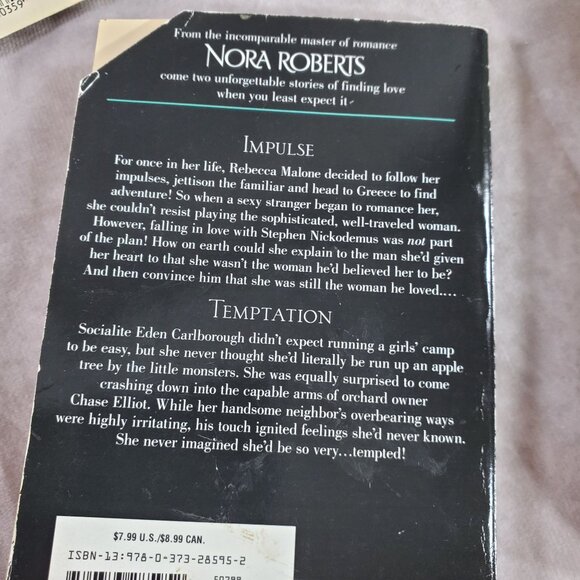 0359
From the incomparable master of romance
NORA ROBERTS
come two unforgettable stories of finding love
when you least expect it
IMPULSE
For once in her life, Rebecca Malone decided to follow her
impulses, jettison the familiar and head to Greece to find
adventure! So when a sexy stranger began to romance her,
she couldn't resist playing the sophisticated, well-traveled woman.
However, falling in love with Stephen Nickodemus was not part
of the plan! How on earth could she explain to the man she'd given
her heart to that she wasn't the woman he'd believed her to be?
And then convince him that she was still the woman he loved....
TEMPTATION
Socialite Eden Carlborough didn't expect running a girls' camp
to be easy, but she never thought she'd literally be run up an apple
tree by the little monsters. She was equally surprised to come
crashing down into the capable arms of orchard owner
Chase Elliot. While her handsome neighbor's overbearing ways
were highly irritating, his touch ignited feelings she'd never known.
She never imagined she'd be so very...tempted!
$7.99 U.S./$8.99 CAN.
ISBN-13:978-0-373-28595-2